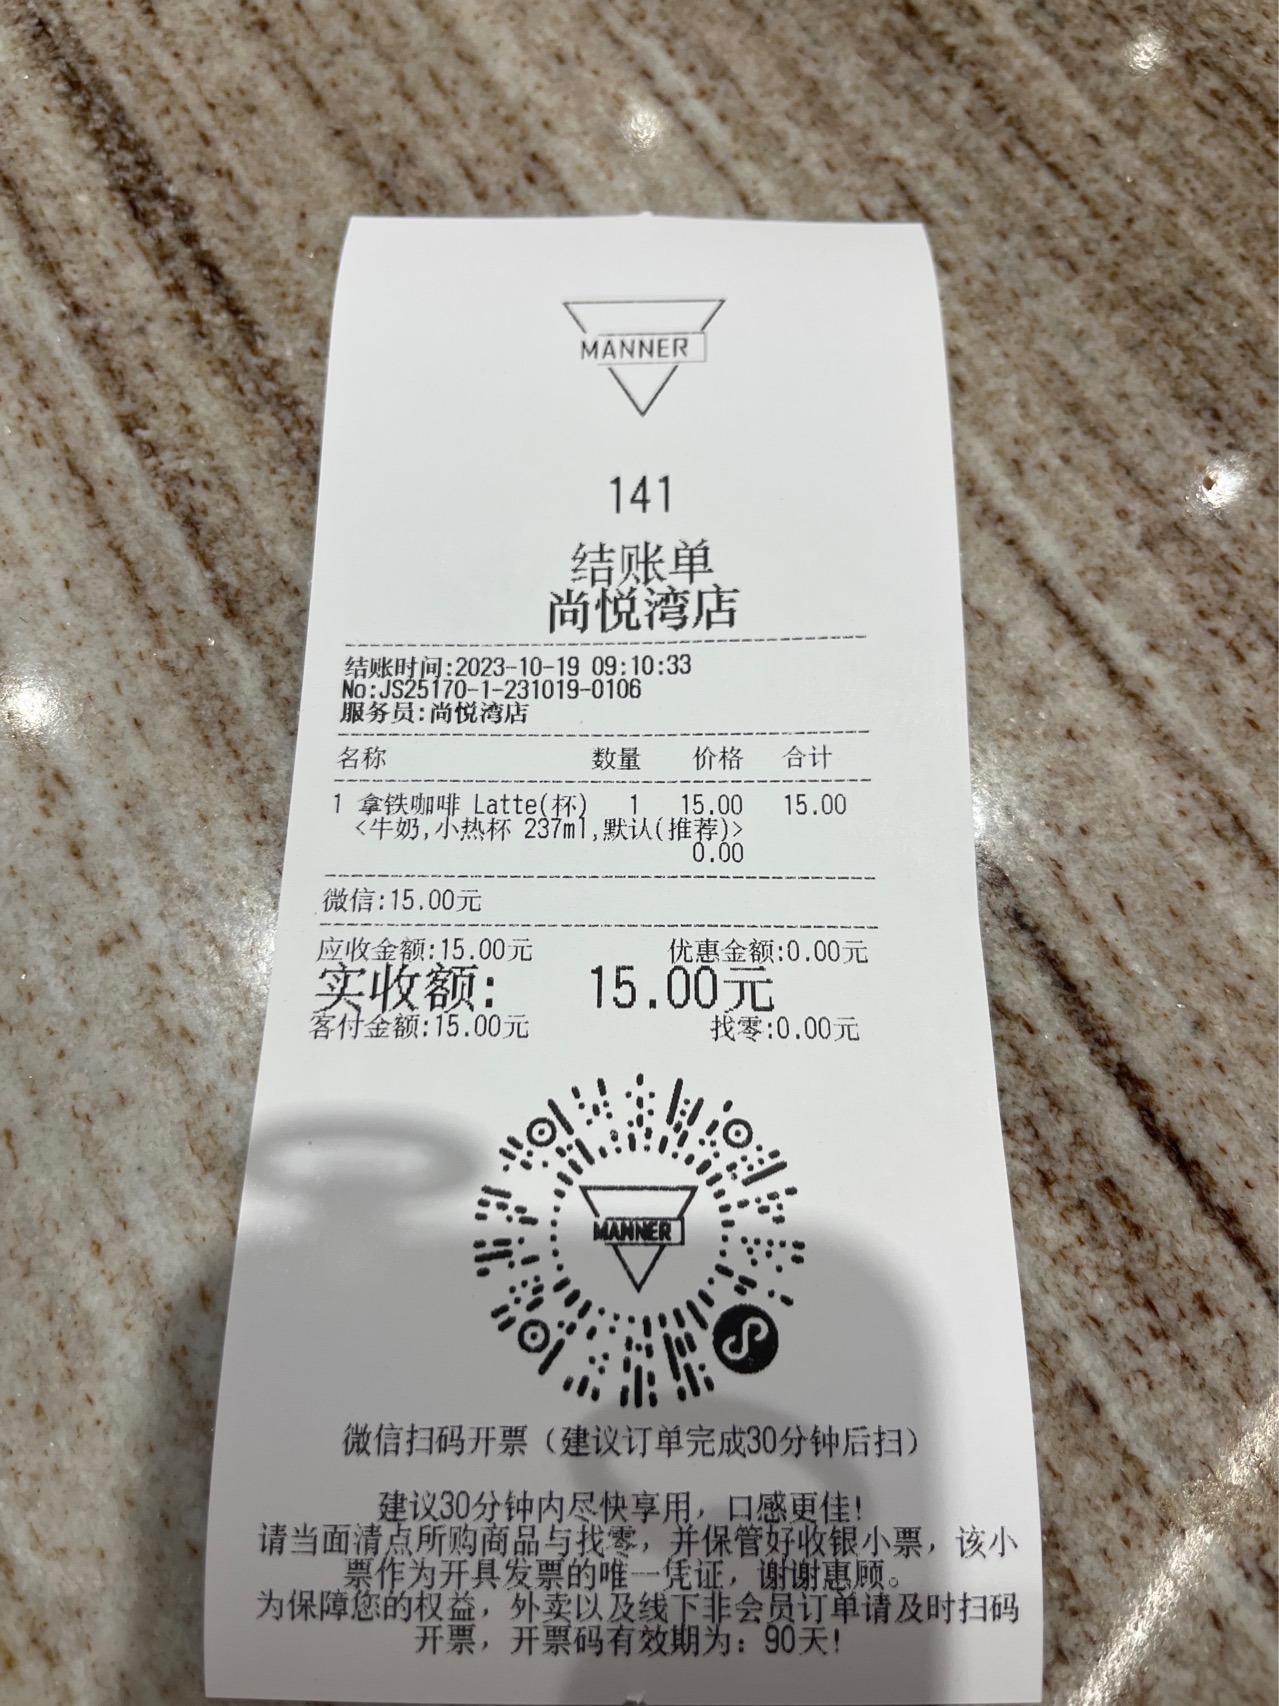 MANNER
141
结账单
尚悦湾店
结账时间:2023-10-19 09:10:33
No:JS25170-1-231019-0106
服务员:尚悦湾店
名称 数量 价格 合计
1 拿铁咖啡 Latte(杯) 1 15.00 15.00
<牛奶,小热杯 237ml,默认(推荐)>
0.00
微信:15.00元
应收金额:15.00元 优惠金额:0.00元
实收额: 15.00元
客付金额:15.00元 找零:0.00元
MANNER
微信扫码开票（建议订单完成30分钟后扫）
建议30分钟内尽快享用，口感更佳!
请当面清点所购商品与找零，并保管好收银小票，该小
票作为开具发票的唯一凭证，谢谢惠顾。
为保障您的权益，外卖以及线下非会员订单请及时扫码
开票，开票码有效期为：90天!